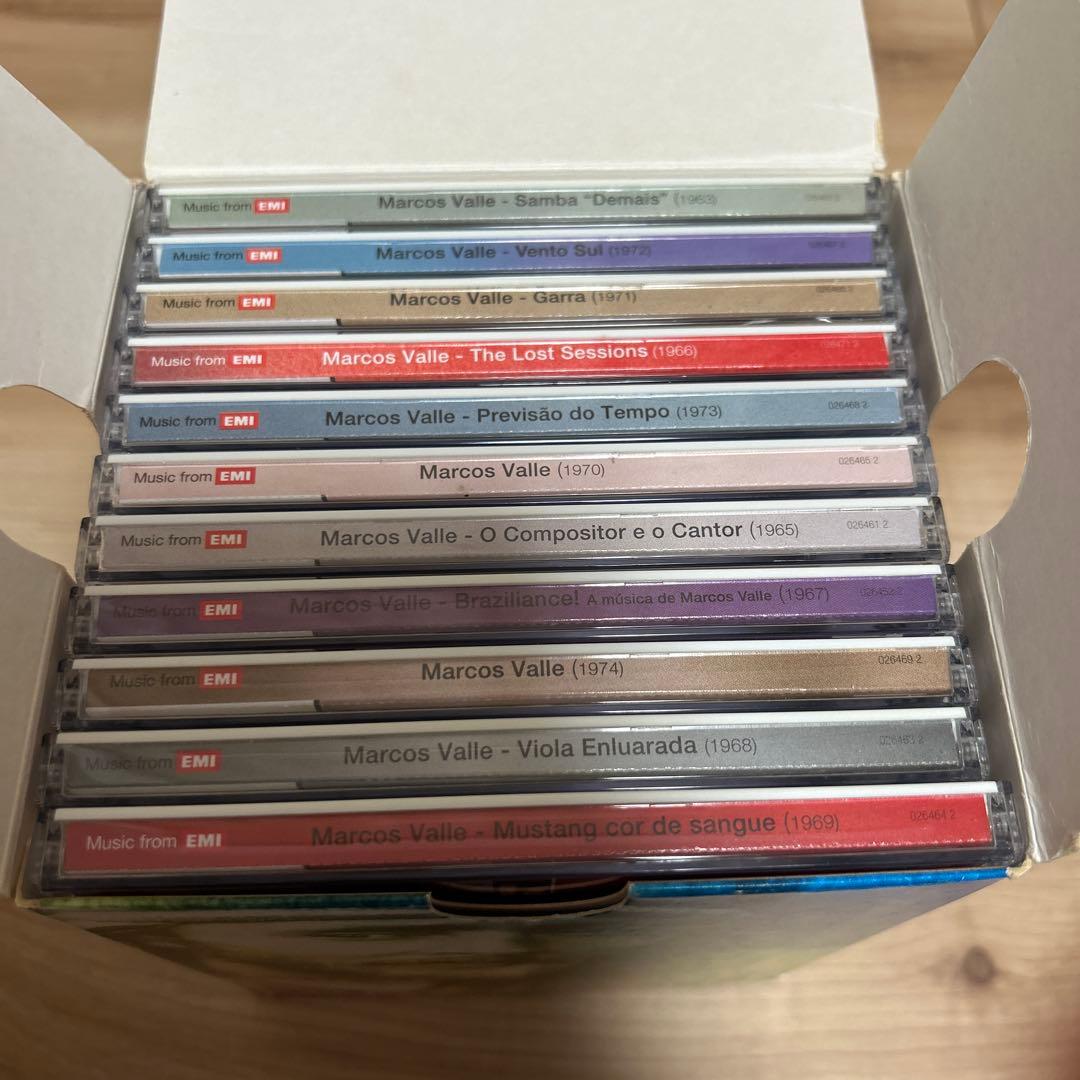 Music from EMI Marcos Valle - Samba "Demais" (1963)
Music from EMI Marcos Valle - Vento Sul (1972)
Music from EMI Marcos Valle - Garra (1971)
Music from EMI Marcos Valle - The Lost Sessions (1966)
Music from EMI Marcos Valle - Previsão do Tempo (1973) 026468 2
Music from EMI Marcos Valle (1970) 026465 2
Music from EMI Marcos Valle - O Compositor e o Cantor (1965) 026461 2
Music from EMI Marcos Valle - Braziliance! A música de Marcos Valle (1967)
Music from EMI Marcos Valle (1974) 026469 2
Music from EMI Marcos Valle - Viola Enluarada (1968)
Music from EMI Marcos Valle - Mustang cor de sangue (1969) 026464 2